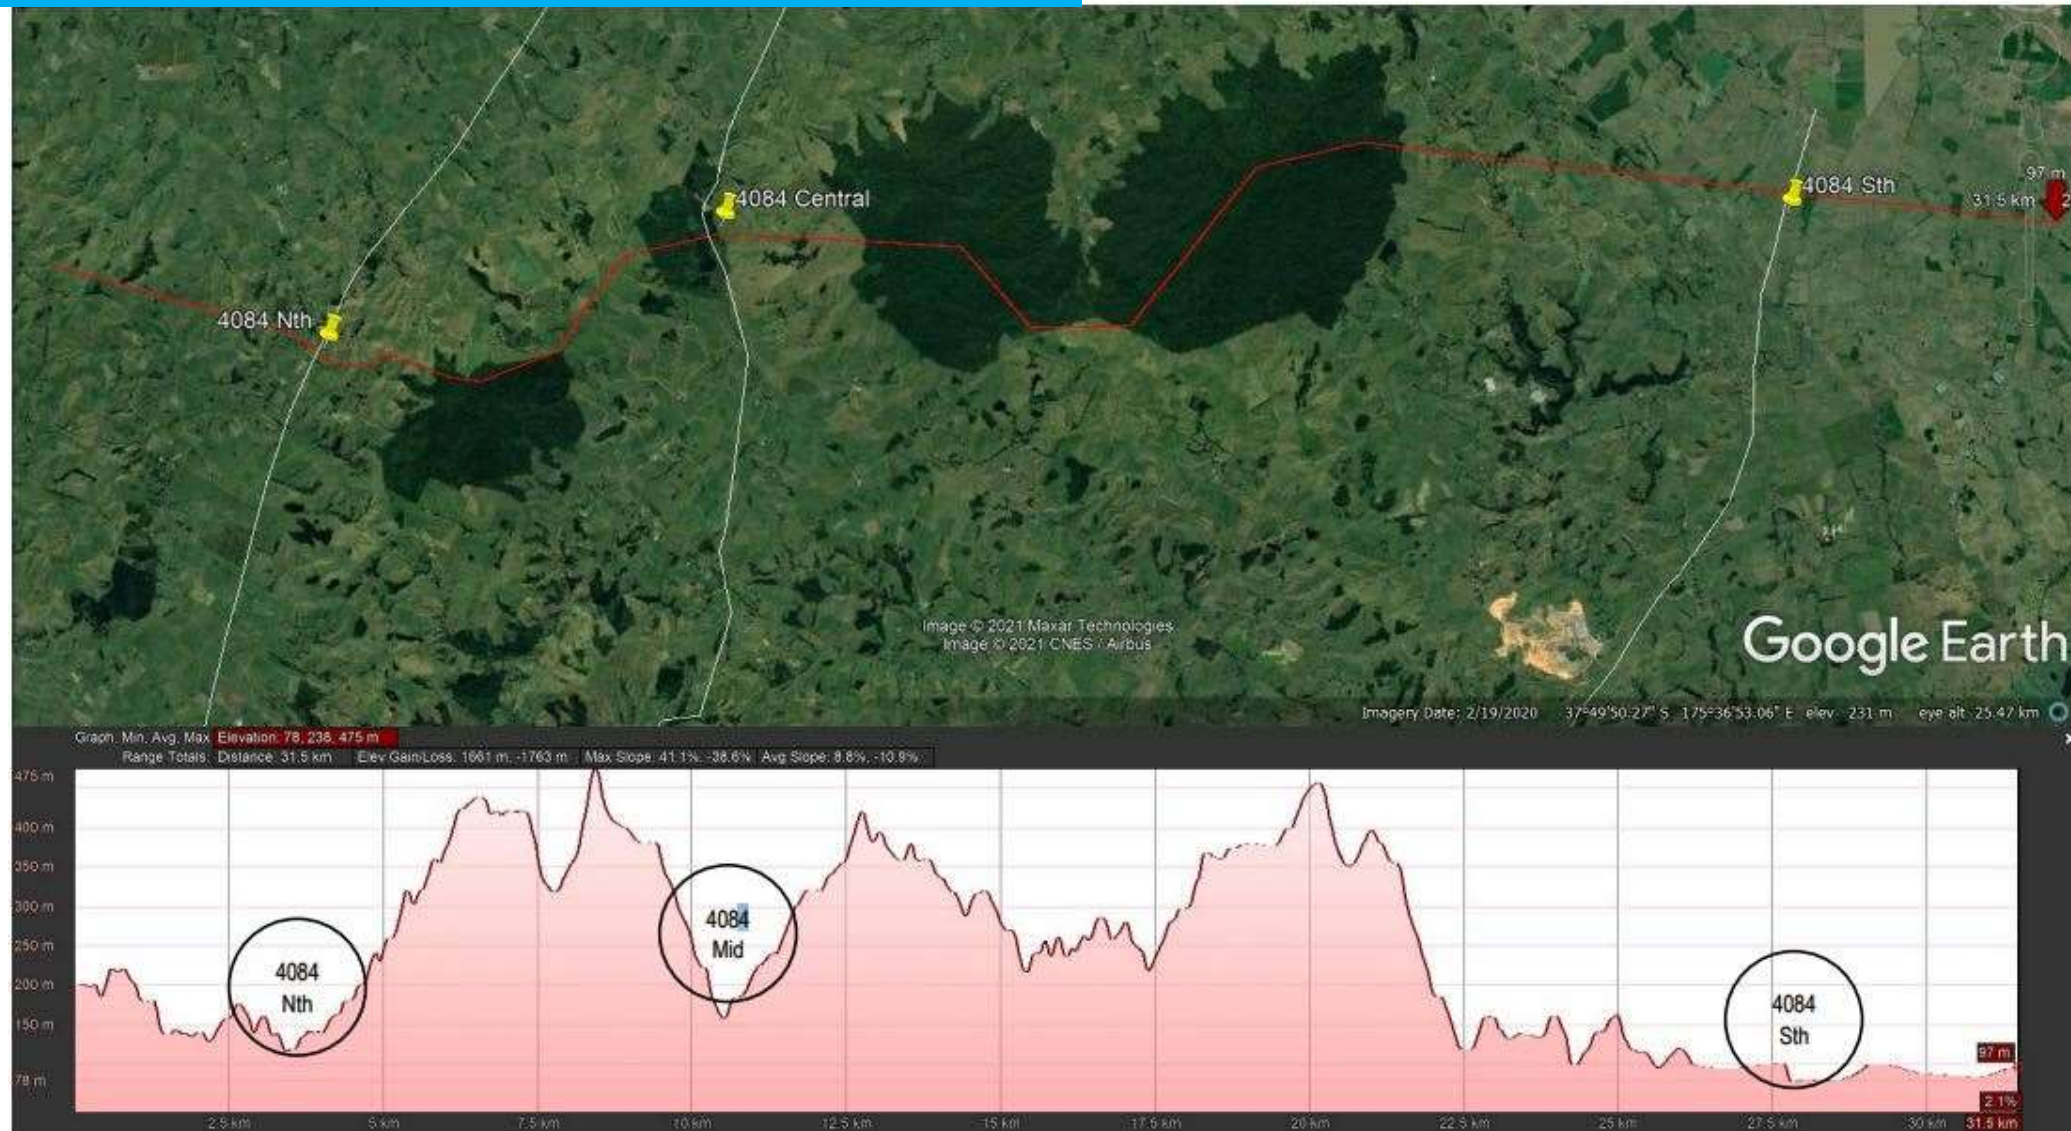 4084 Central
4084 Sth
97 m
31.5 km
2
4084 Nth
Image © 2021 Maxar Technologies
Image © 2021 CNES / Airbus
Google Earth
Imagery Date: 2/19/2020 37°49'50.27" S 175°36'53.06" E elev 231 m eye alt 25.47 km
Graph: Min, Avg, Max Elevation: 78, 238, 475 m
Range Totals: Distance: 31.5 km Elev Gain/Loss: 1661 m, -1763 m Max Slope: 41.1%, -38.6% Avg Slope: 8.8%, -10.9%
475 m
400 m
350 m
300 m
250 m
200 m
150 m
78 m
4084
Nth
4084
Mid
4084
Sth
97 m
2.1%
2.5 km 5 km 7.5 km 10 km 12.5 km 15 km 17.5 km 20 km 22.5 km 25 km 27.5 km 30 km 31.5 km